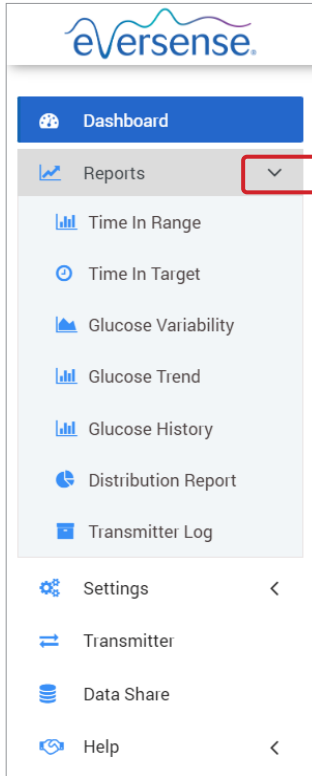 eversense.
Dashboard
Reports
Time In Range
Time In Target
Glucose Variability
Glucose Trend
Glucose History
Distribution Report
Transmitter Log
Settings
Transmitter
Data Share
Help